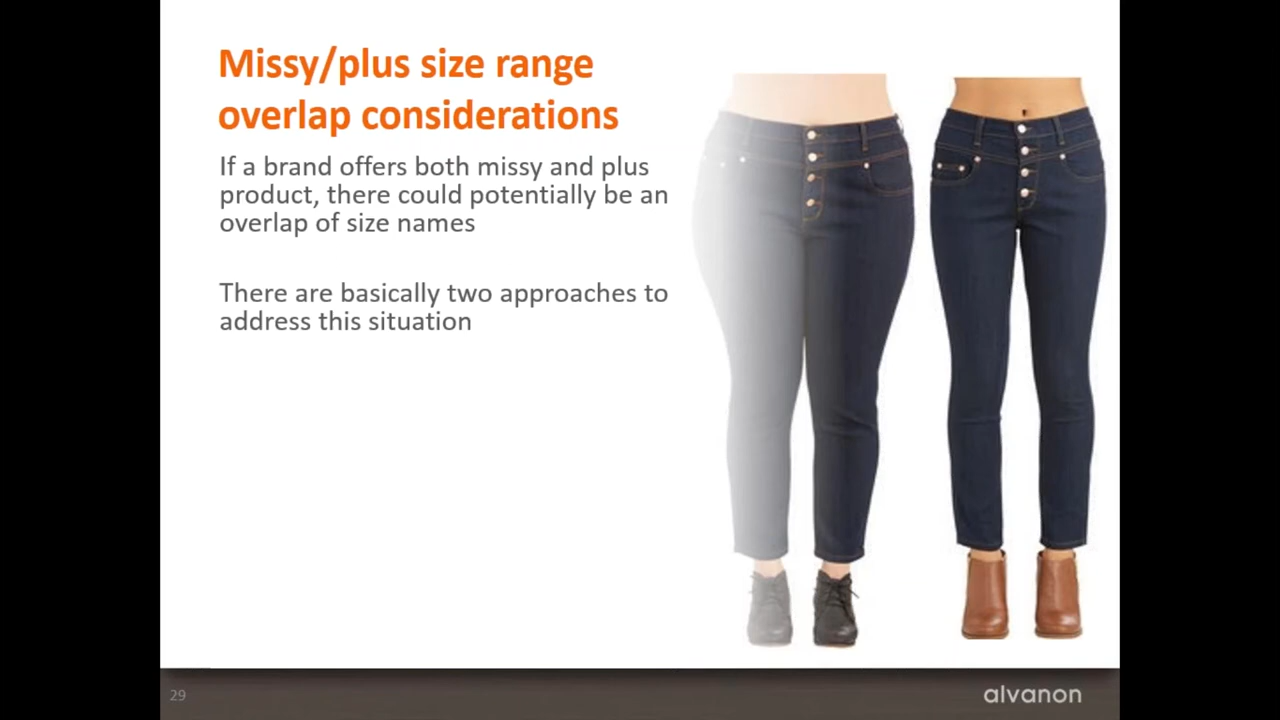 Missy/plus size range
overlap considerations
If a brand offers both missy and plus
product, there could potentially be an
overlap of size names
There are basically two approaches to
address this situation
29
alvanon